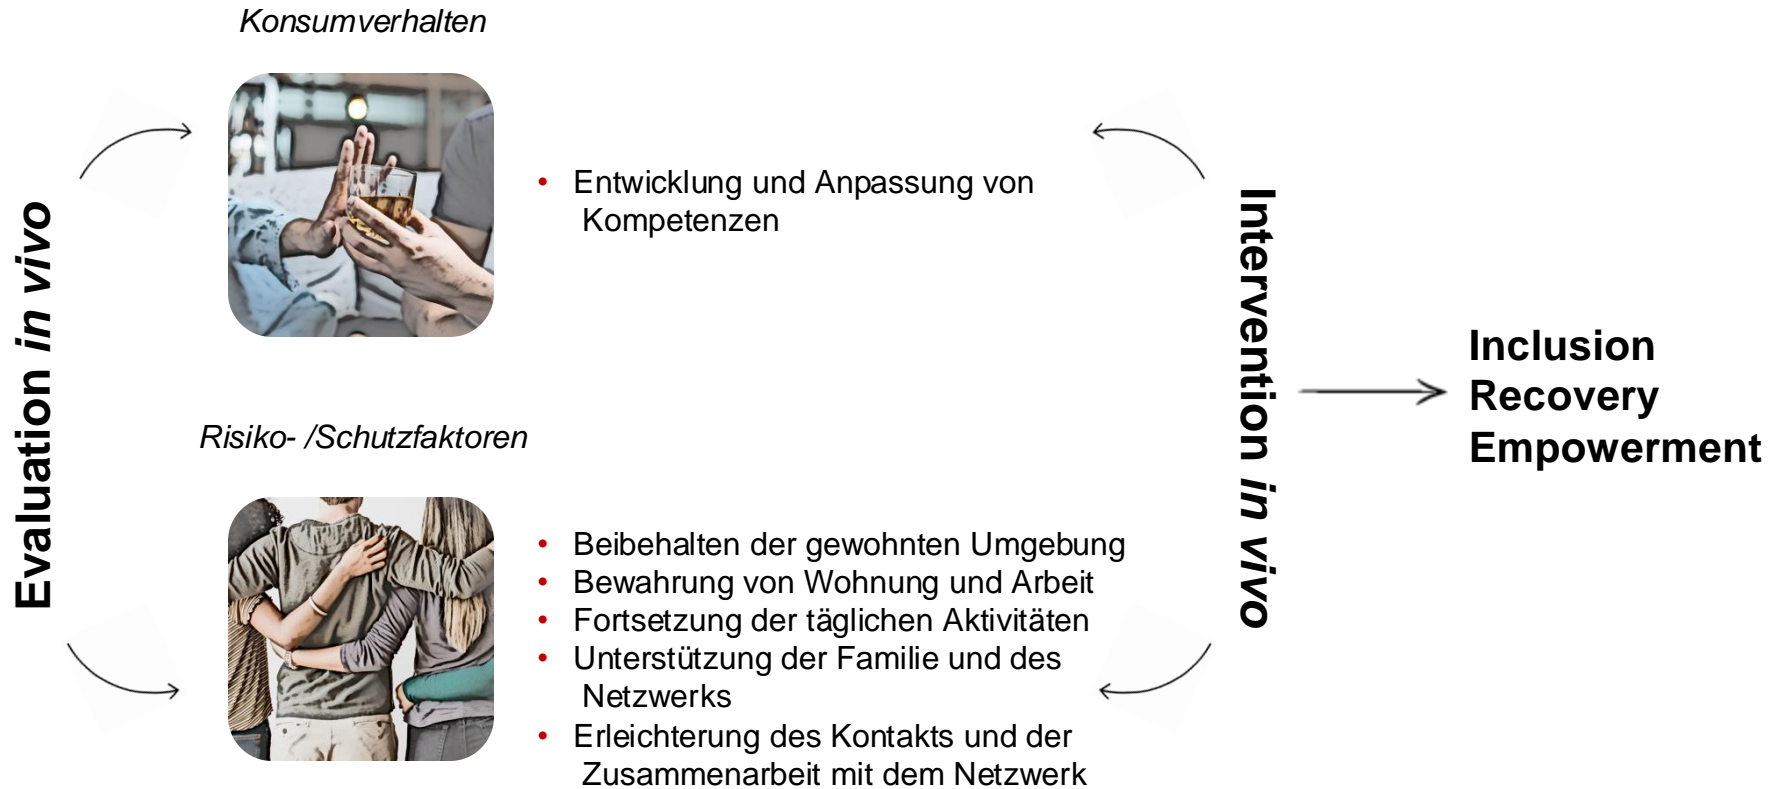 Konsumverhalten
Evaluation in vivo
• Entwicklung und Anpassung von
Kompetenzen
Risiko- /Schutzfaktoren
• Beibehalten der gewohnten Umgebung
• Bewahrung von Wohnung und Arbeit
• Fortsetzung der täglichen Aktivitäten
• Unterstützung der Familie und des
Netzwerks
• Erleichterung des Kontakts und der
Zusammenarbeit mit dem Netzwerk
Intervention in vivo
Inclusion
Recovery
Empowerment